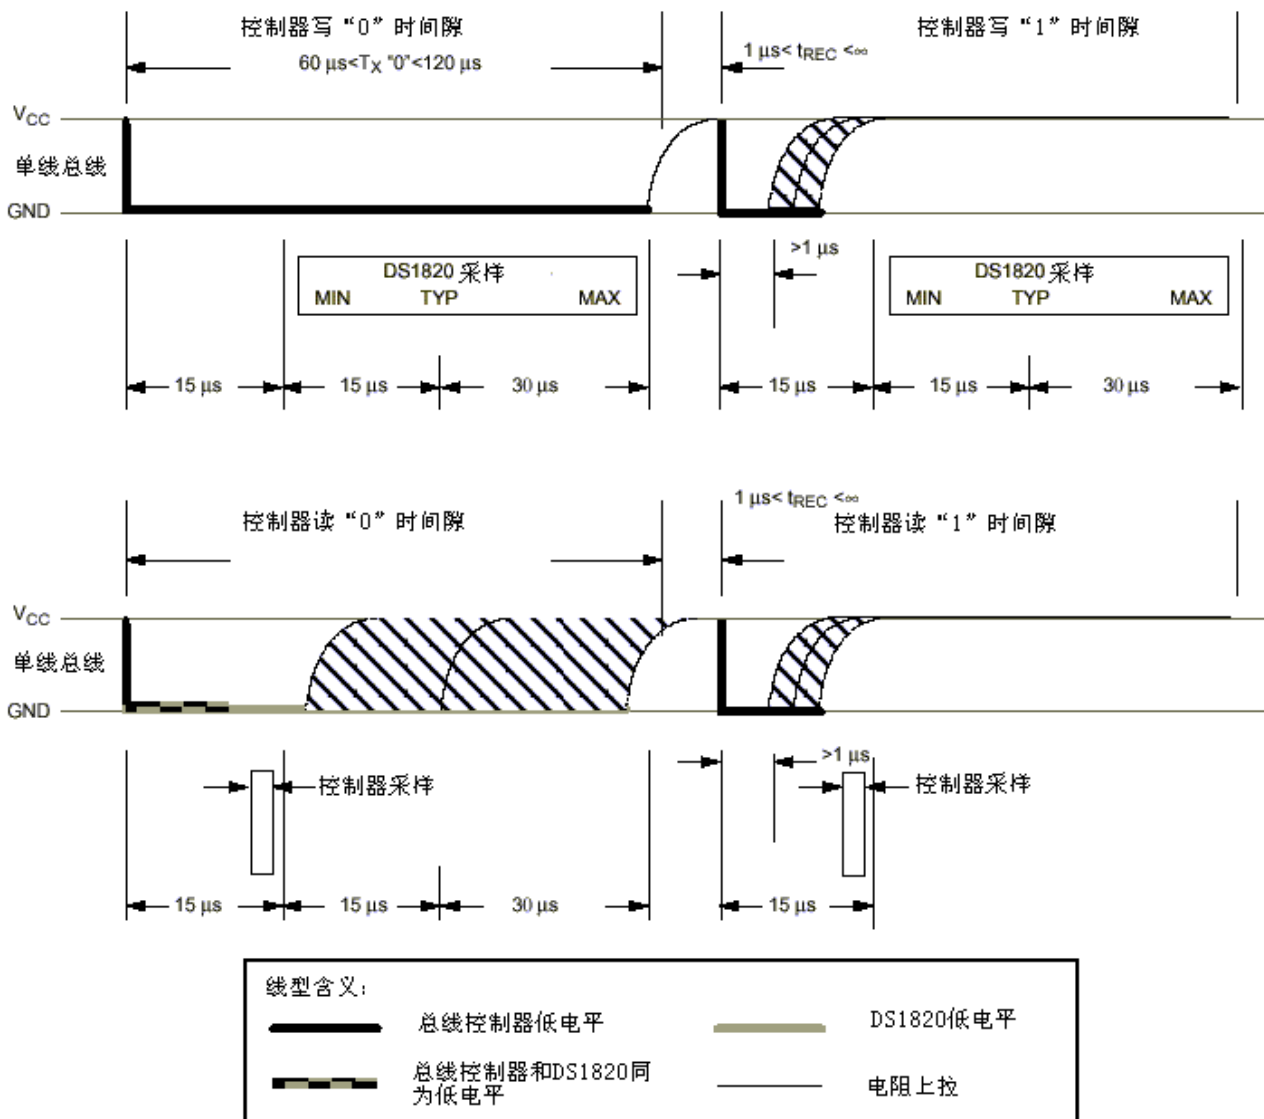 控制器写“0”时间隙
控制器写“1”时间隙
60 μs<TX "0"<120 μs
1 μs< tREC <∞
VCC
单线总线
GND
>1 μs
DS1820 采样
MIN TYP MAX
DS1820 采样
MIN TYP MAX
15 μs 15 μs 30 μs
15 μs 15 μs 30 μs
1 μs< tREC <∞
控制器读“0”时间隙
控制器读“1”时间隙
VCC
单线总线
GND
>1 μs
控制器采样
控制器采样
15 μs 15 μs 30 μs
15 μs
线型含义:
总线控制器低电平
DS1820低电平
总线控制器和DS1820同
为低电平
电阻上拉